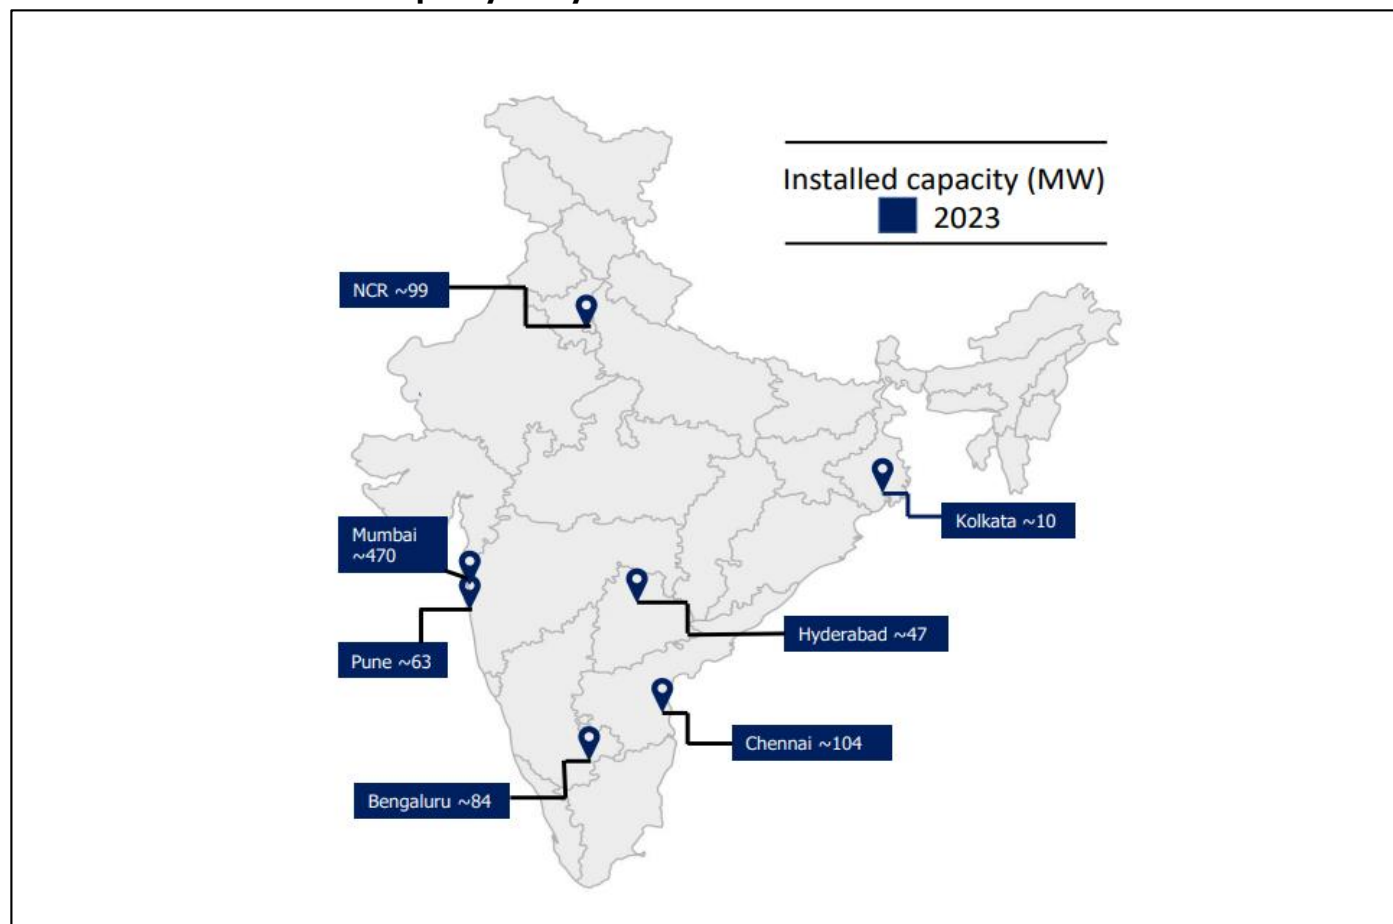 Installed capacity (MW)
2023
NCR ~99
Mumbai
~470
Kolkata ~10
Hyderabad ~47
Pune ~63
Chennai ~104
Bengaluru ~84